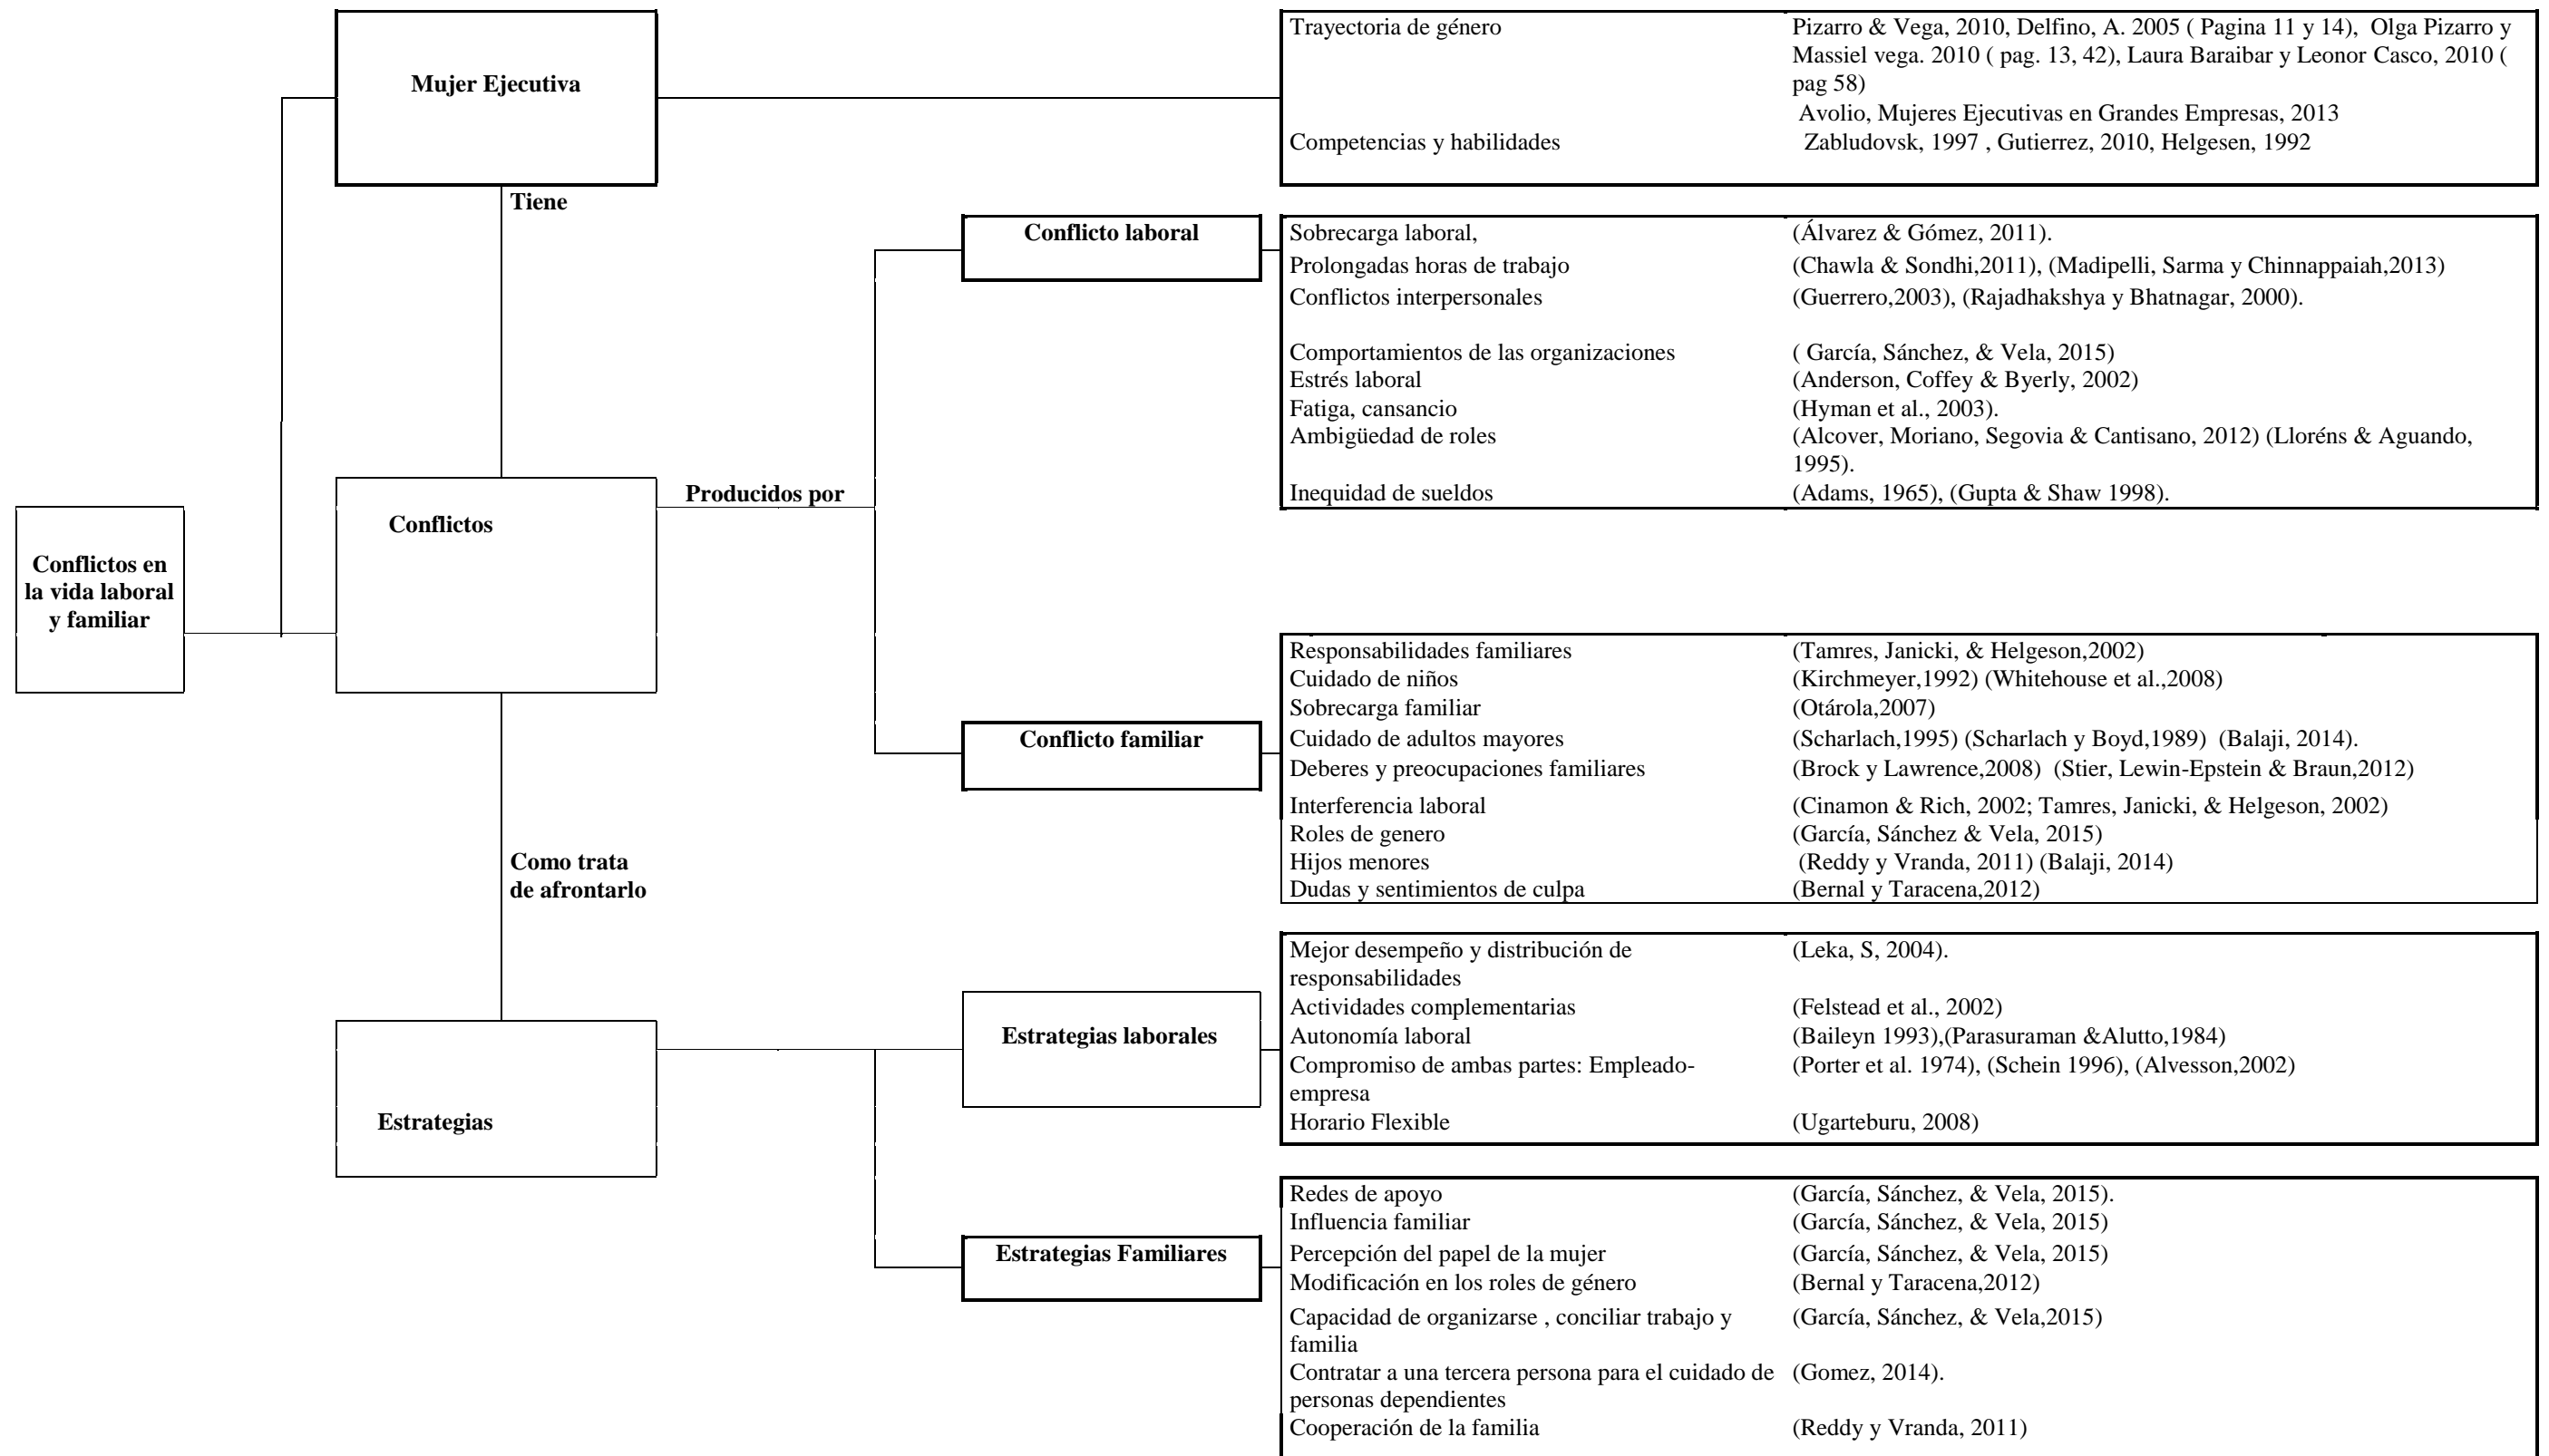 Mujer Ejecutiva
Trayectoria de género
Pizarro & Vega, 2010, Delfino, A. 2005 ( Pagina 11 y 14), Olga Pizarro y
Massiel vega. 2010 ( pag. 13, 42), Laura Baraibar y Leonor Casco, 2010 (
pag 58)
Avolio, Mujeres Ejecutivas en Grandes Empresas, 2013
Competencias y habilidades
Zabludovsk, 1997 , Gutierrez, 2010, Helgesen, 1992
Tiene
Conflicto laboral
Sobrecarga laboral,
(Álvarez & Gómez, 2011).
Prolongadas horas de trabajo
(Chawla & Sondhi,2011), (Madipelli, Sarma y Chinnappaiah,2013)
Conflictos interpersonales
(Guerrero,2003), (Rajadhakshya y Bhatnagar, 2000).
Comportamientos de las organizaciones
( García, Sánchez, & Vela, 2015)
Estrés laboral
(Anderson, Coffey & Byerly, 2002)
Fatiga, cansancio
(Hyman et al., 2003).
Ambigüedad de roles
(Alcover, Moriano, Segovia & Cantisano, 2012) (Lloréns & Aguando,
1995).
Inequidad de sueldos
(Adams, 1965), (Gupta & Shaw 1998).
Producidos por
Conflictos
Conflictos en
la vida laboral
y familiar
Conflicto familiar
Responsabilidades familiares
(Tamres, Janicki, & Helgeson,2002)
Cuidado de niños
(Kirchmeyer,1992) (Whitehouse et al.,2008)
Sobrecarga familiar
(Otárola,2007)
Cuidado de adultos mayores
(Scharlach,1995) (Scharlach y Boyd,1989) (Balaji, 2014).
Deberes y preocupaciones familiares
(Brock y Lawrence,2008) (Stier, Lewin-Epstein & Braun,2012)
Interferencia laboral
(Cinamon & Rich, 2002; Tamres, Janicki, & Helgeson, 2002)
Roles de genero
(García, Sánchez & Vela, 2015)
Hijos menores
(Reddy y Vranda, 2011) (Balaji, 2014)
Dudas y sentimientos de culpa
(Bernal y Taracena,2012)
Como trata
de afrontarlo
Estrategias
Estrategias laborales
Mejor desempeño y distribución de
responsabilidades
(Leka, S, 2004).
Actividades complementarias
(Felstead et al., 2002)
Autonomía laboral
(Baileyn 1993),(Parasuraman &Alutto,1984)
Compromiso de ambas partes: Empleado-
empresa
(Porter et al. 1974), (Schein 1996), (Alvesson,2002)
Horario Flexible
(Ugarteburu, 2008)
Estrategias Familiares
Redes de apoyo
(García, Sánchez, & Vela, 2015).
Influencia familiar
(García, Sánchez, & Vela, 2015)
Percepción del papel de la mujer
(García, Sánchez, & Vela, 2015)
Modificación en los roles de género
(Bernal y Taracena,2012)
Capacidad de organizarse , conciliar trabajo y
familia
(García, Sánchez, & Vela,2015)
Contratar a una tercera persona para el cuidado de
personas dependientes
(Gomez, 2014).
Cooperación de la familia
(Reddy y Vranda, 2011)